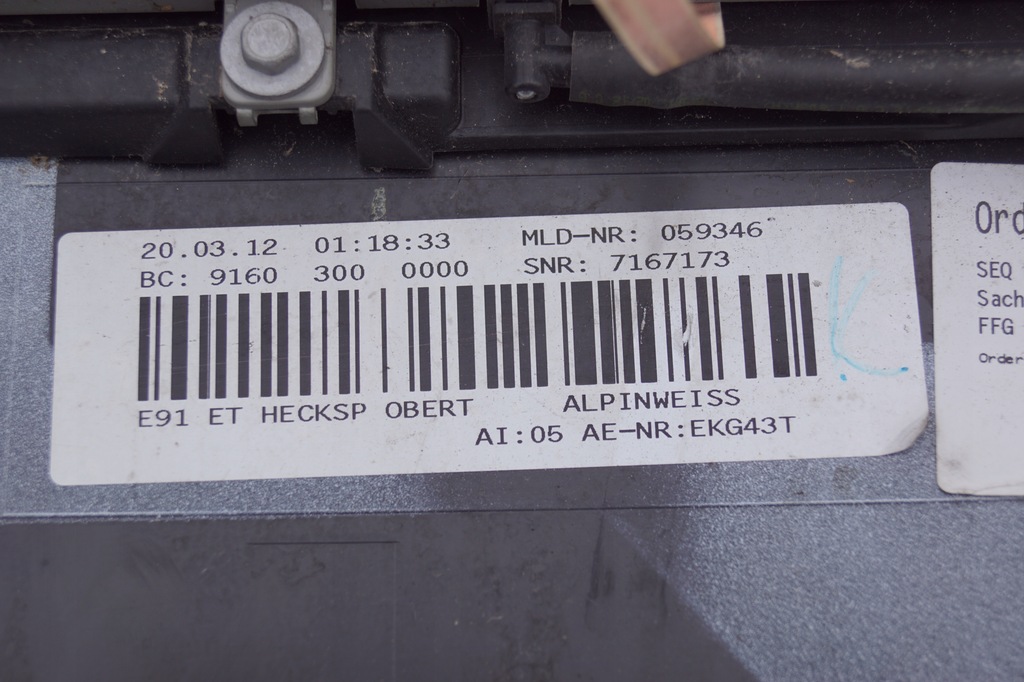 20.03.12 01:18:33 MLD-NR: 059346
BC: 9160 300 0000 SNR: 7167173
E91 ET HECKSP OBERT ALPINWEISS
AI:05 AE-NR:EKG43T
Ord
SEQ
Sach
FFG
Order